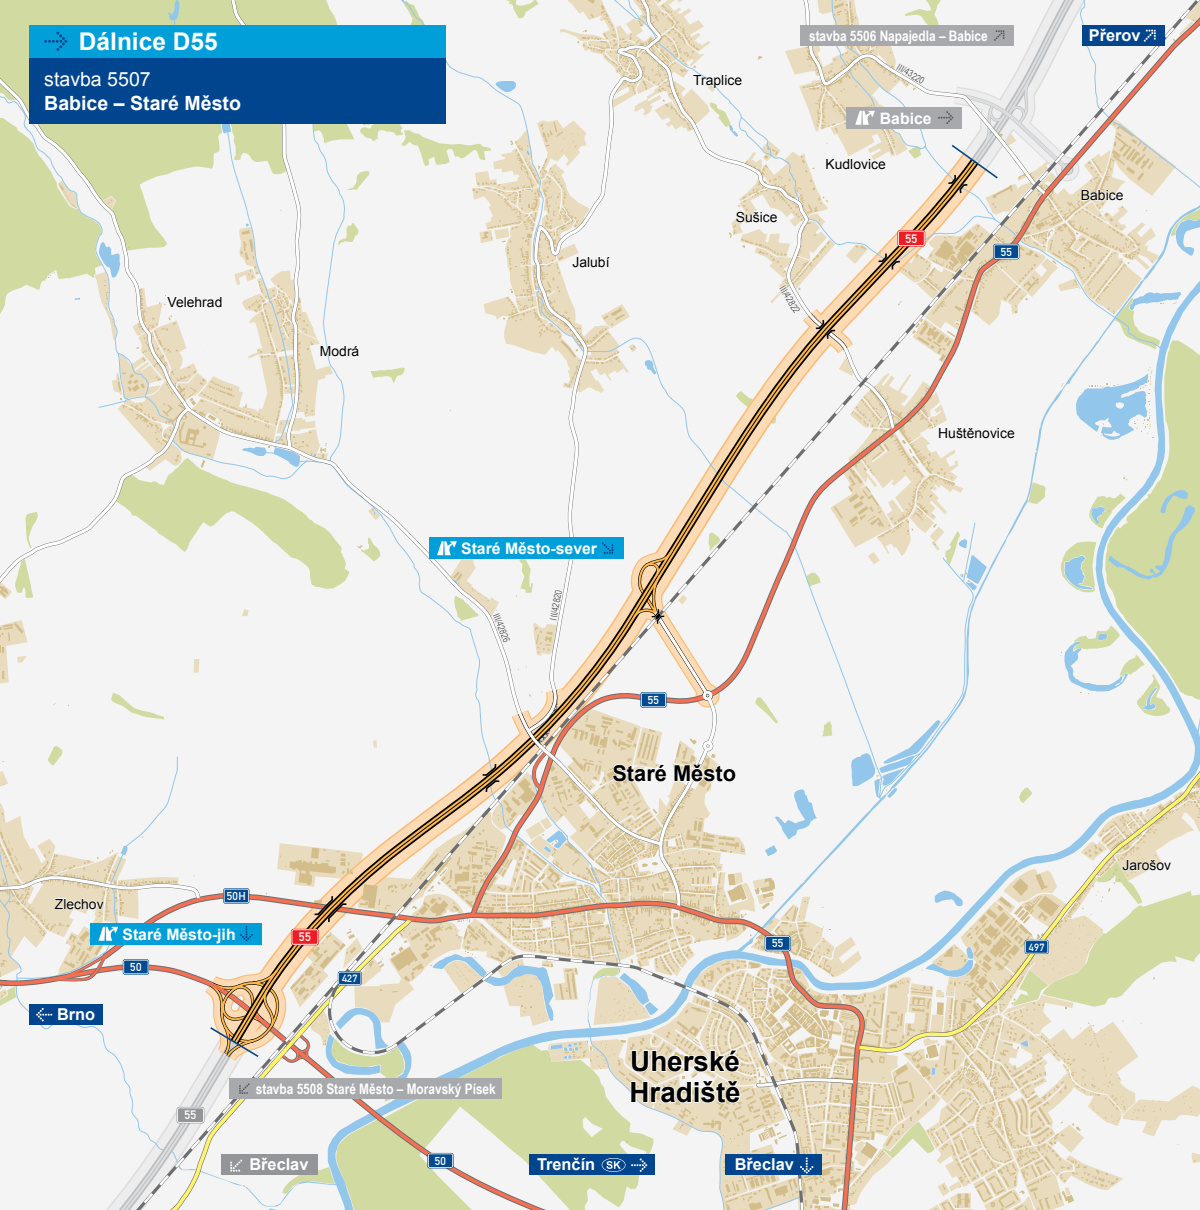 Dálnice D55
stavba 5507
Babice – Staré Město
stavba 5506 Napajedla – Babice
Přerov
Traplice
III/43220
Babice
Kudlovice
Babice
Sušice
55
55
Jalubí
III/42822
Velehrad
Modrá
Huštěnovice
Staré Město-sever
III/42820
III/42826
55
Staré Město
Jarošov
50H
Zlechov
Staré Město-jih
55
55
497
50
427
Brno
Uherské
Hradiště
stavba 5508 Staré Město – Moravský Písek
55
Břeclav
50
Trenčín SK
Břeclav